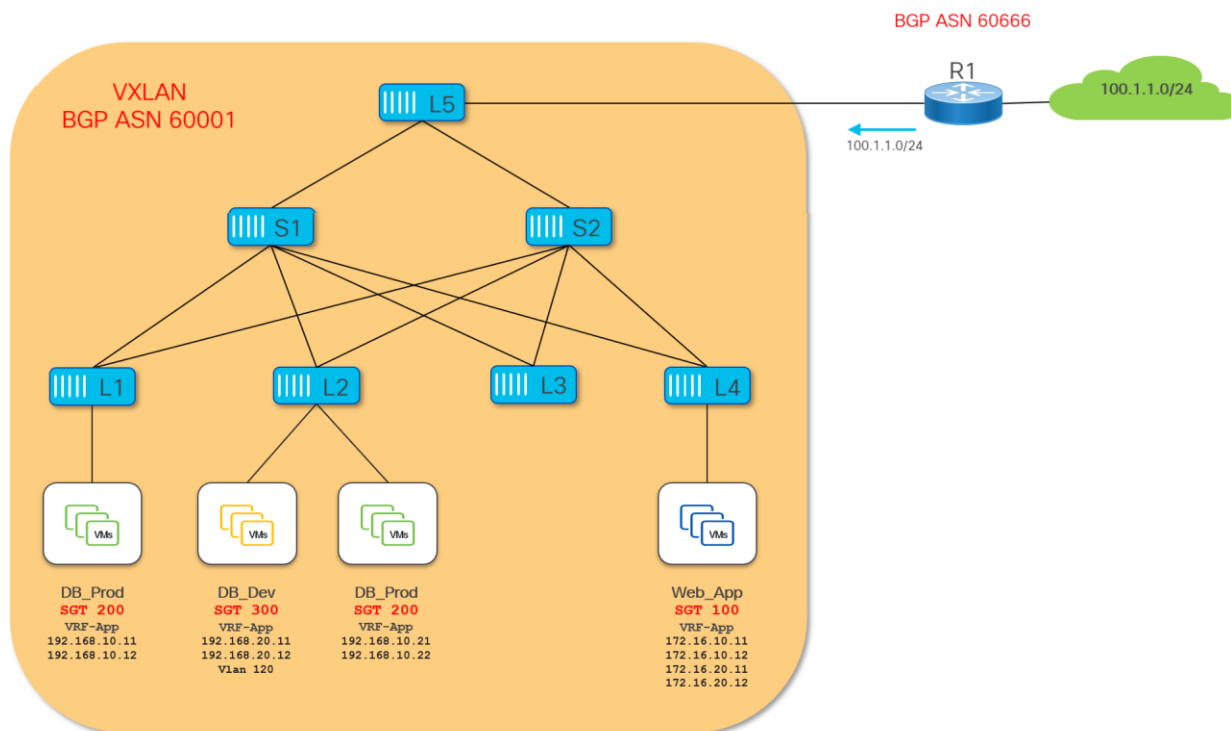 BGP ASN 60666
R1
100.1.1.0/24
100.1.1.0/24
VXLAN
BGP ASN 60001
L5
S1
S2
L1
L2
L3
L4
VMs
VMs
VMs
VMs
DB_Prod
SGT 200
VRF-App
192.168.10.11
192.168.10.12
DB_Dev
SGT 300
VRF-App
192.168.20.11
192.168.20.12
Vlan 120
DB_Prod
SGT 200
VRF-App
192.168.10.21
192.168.10.22
Web_App
SGT 100
VRF-App
172.16.10.11
172.16.10.12
172.16.20.11
172.16.20.12